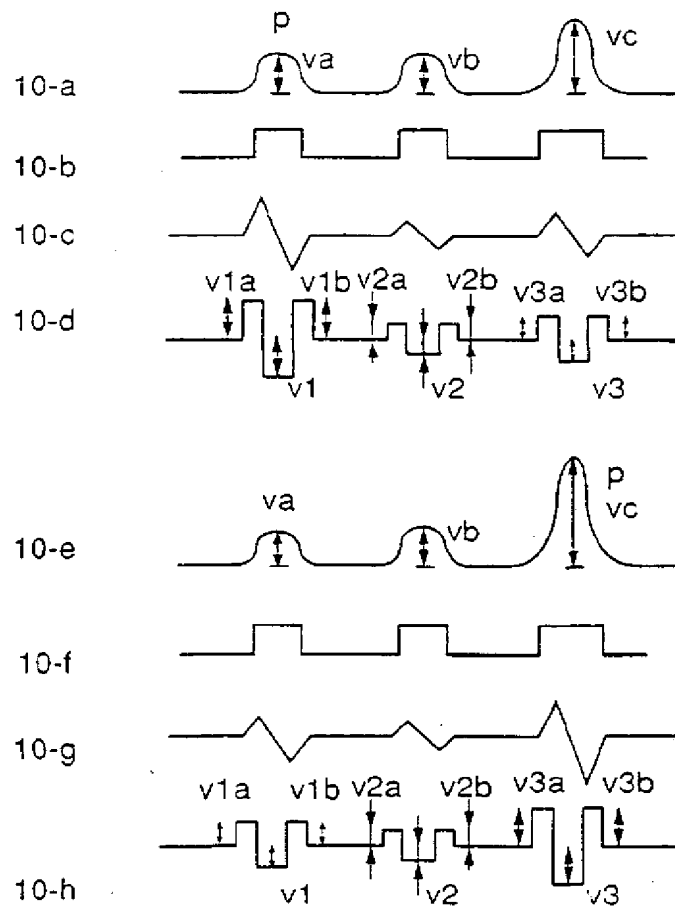 p
va vb vc
10-a
10-b
10-c
v1a v1b v2a v2b v3a v3b
10-d
v1 v2 v3
p
va vb vc
10-e
10-f
10-g
v1a v1b v2a v2b v3a v3b
10-h
v1 v2 v3